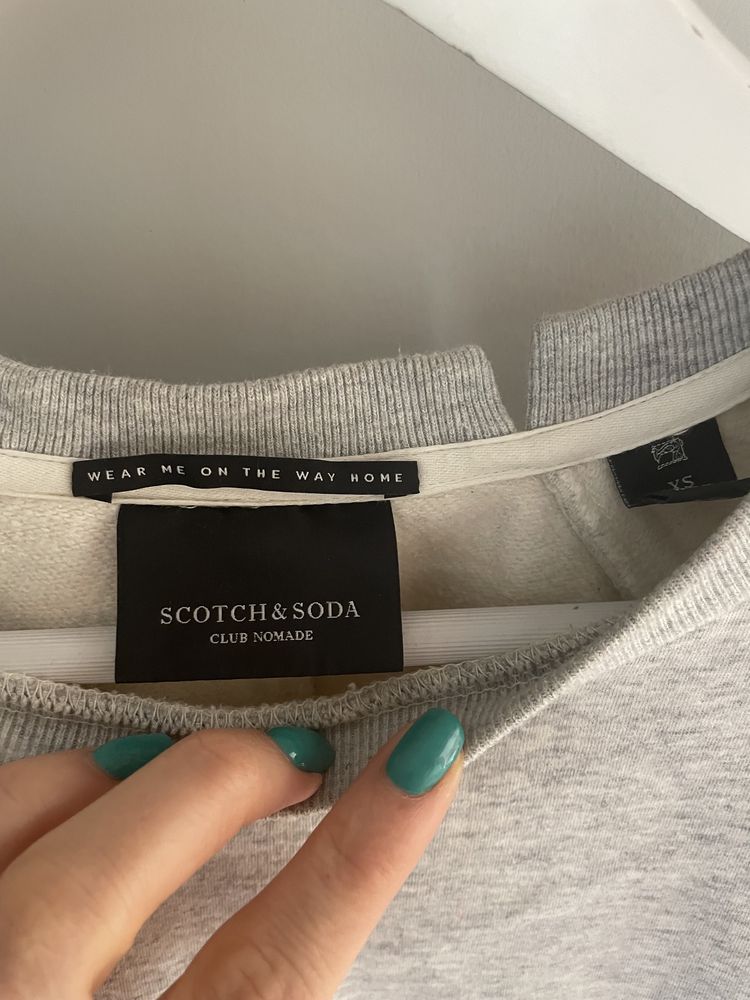 WEAR ME ON THE WAY HOME
SCOTCH & SODA
CLUB NOMADE
XS